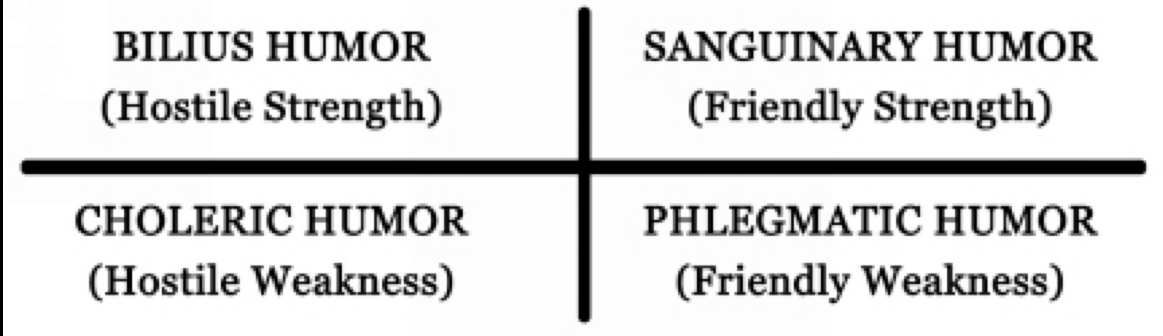 BILIUS HUMOR
(Hostile Strength)
SANGUINARY HUMOR
(Friendly Strength)
CHOLERIC HUMOR
(Hostile Weakness)
PHLEGMATIC HUMOR
(Friendly Weakness)